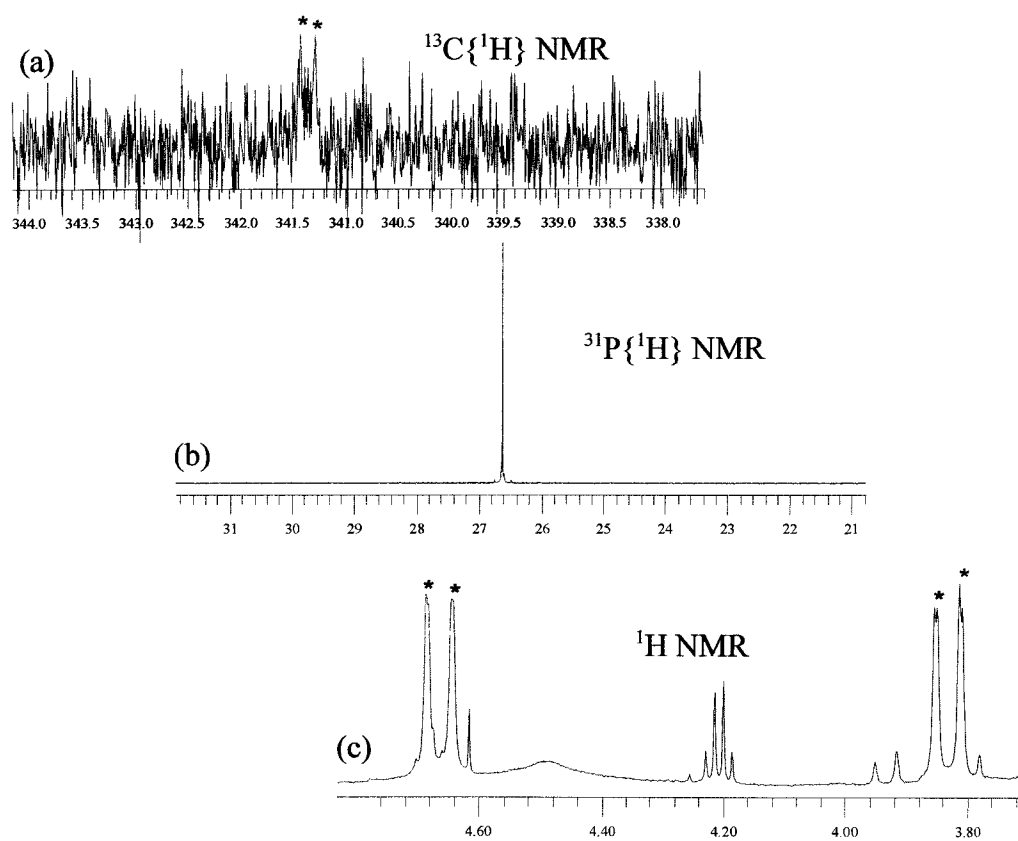 * *
(a)
¹³C{¹H} NMR
344.0 343.5 343.0 342.5 342.0 341.5 341.0 340.5 340.0 339.5 339.0 338.5 338.0
³¹P{¹H} NMR
(b)
31 30 29 28 27 26 25 24 23 22 21
* * * *
¹H NMR
(c)
4.60 4.40 4.20 4.00 3.80